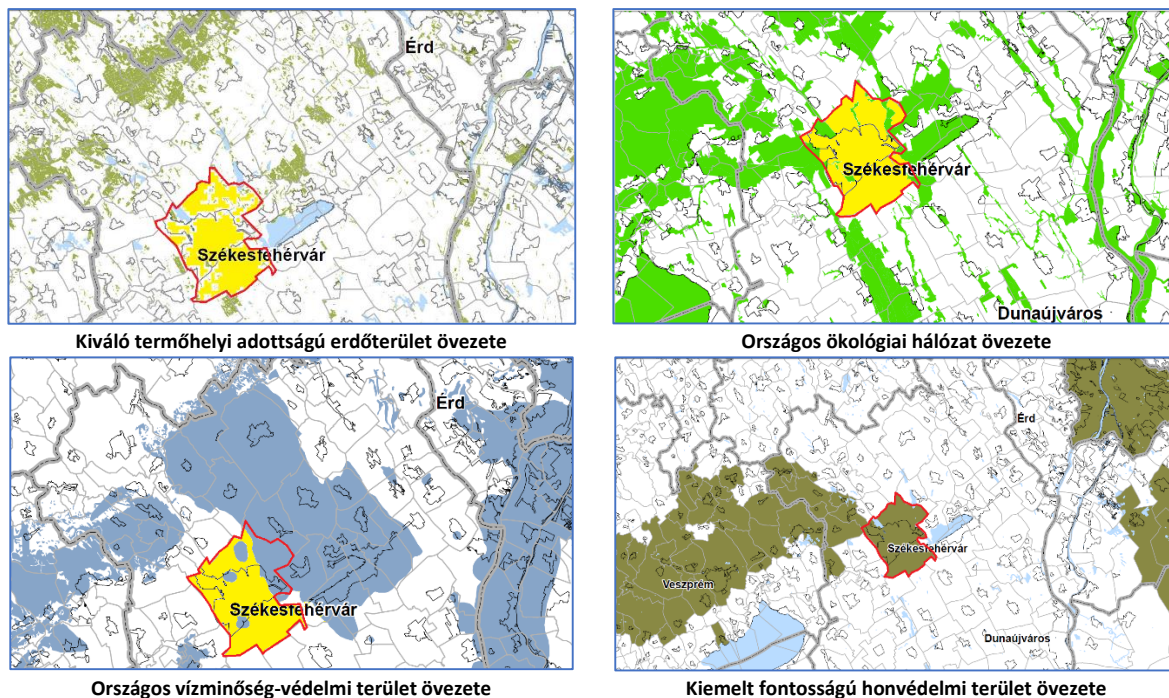 Érd
Székesfehérvár
Kiváló termőhelyi adottságú erdőterület övezete
Székesfehérvár
Dunaújváros
Országos ökológiai hálózat övezete
Érd
Székesfehérvár
Országos vízminőség-védelmi terület övezete
Érd
Székesfehérvár
Veszprém
Dunaújváros
Kiemelt fontosságú honvédelmi terület övezete